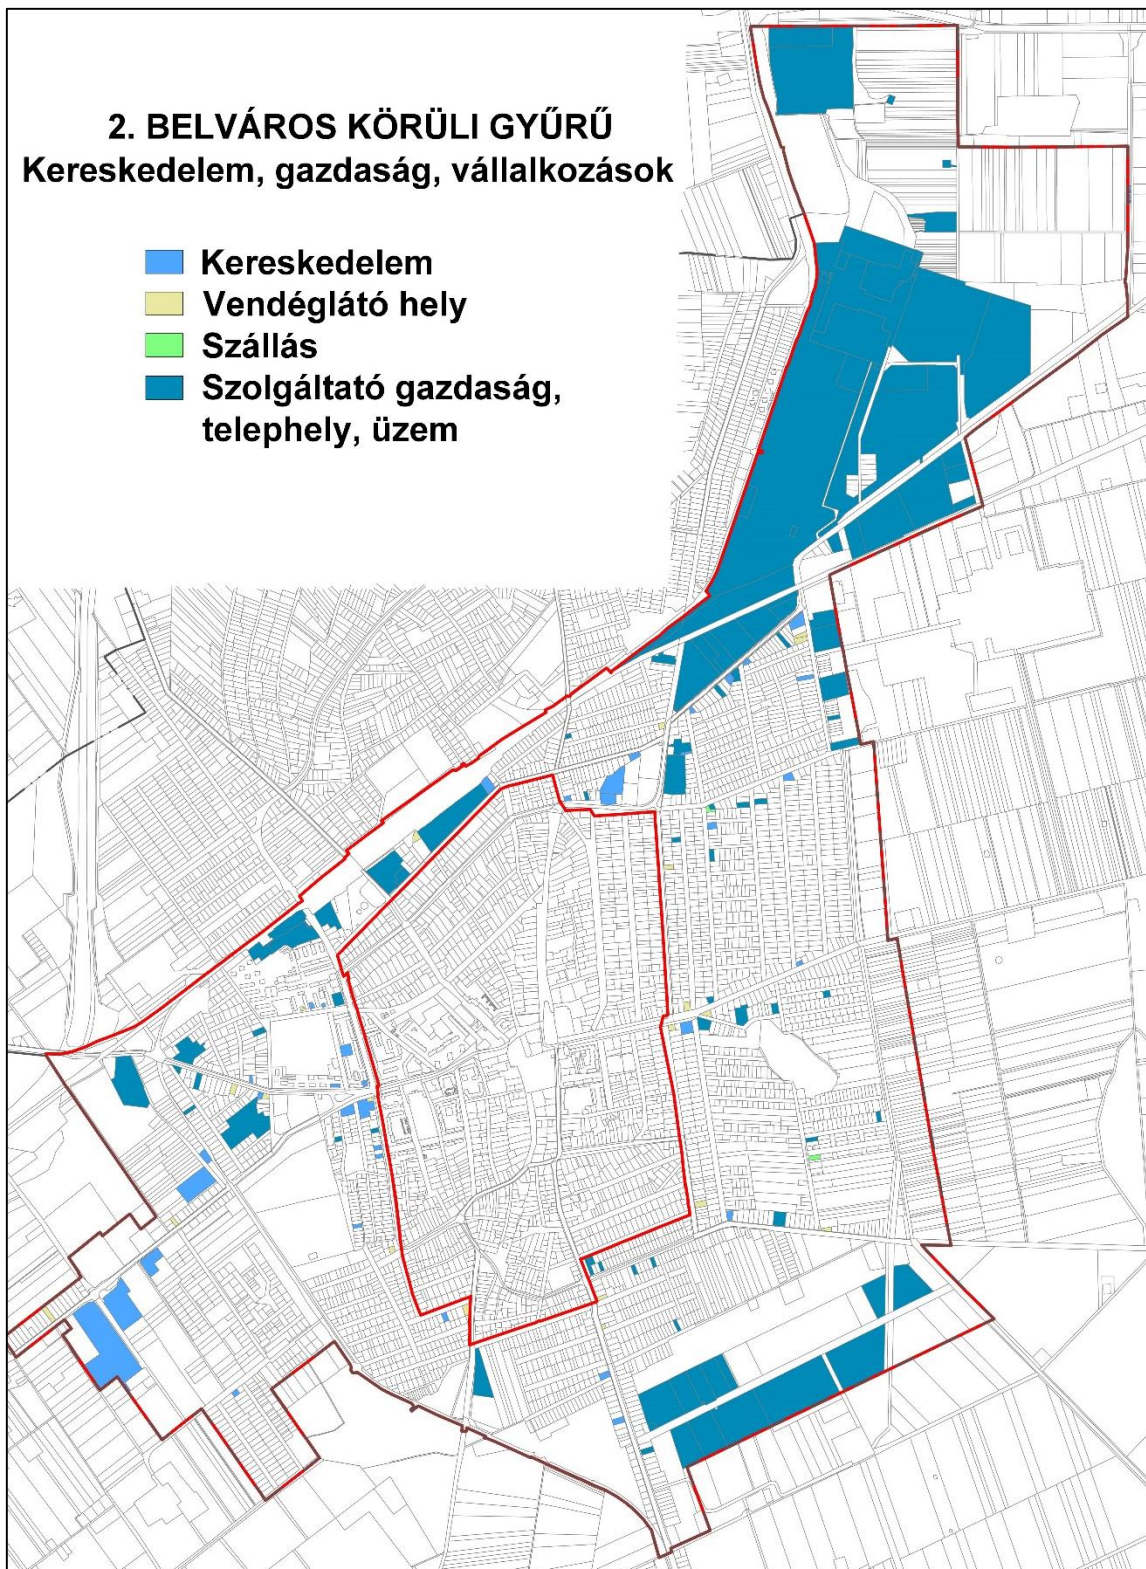 2. BELVÁROS KÖRÜLI GYŰRŰ
Kereskedelem, gazdaság, vállalkozások
Kereskedelem
Vendéglátó hely
Szállás
Szolgáltató gazdaság,
telephely, üzem